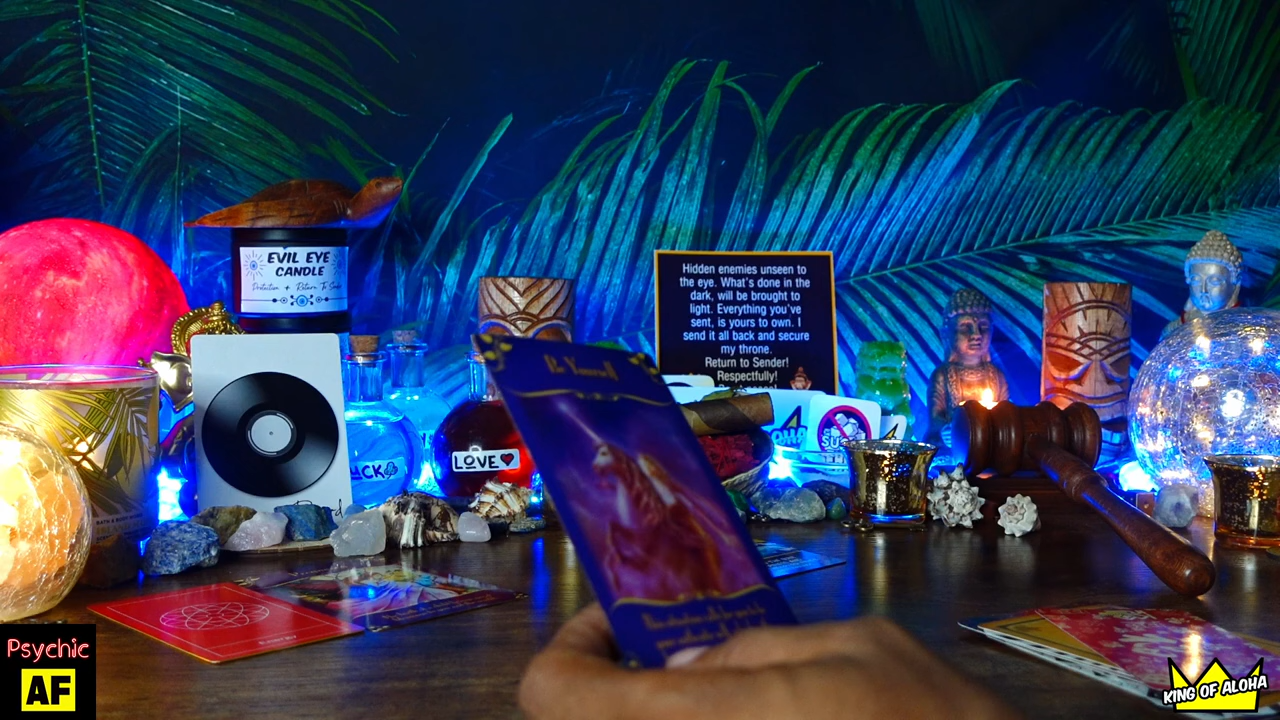 EVIL EYE
CANDLE
Protection + Return To Sender
Hidden enemies unseen to
the eye. What's done in the
dark, will be brought to
light. Everything you've
sent, is yours to own. I
send it all back and secure
my throne.
Return to Sender!
Respectfully!
Be Yourself
LUCK
LOVE
Psychic
AF
KING OF ALOHA